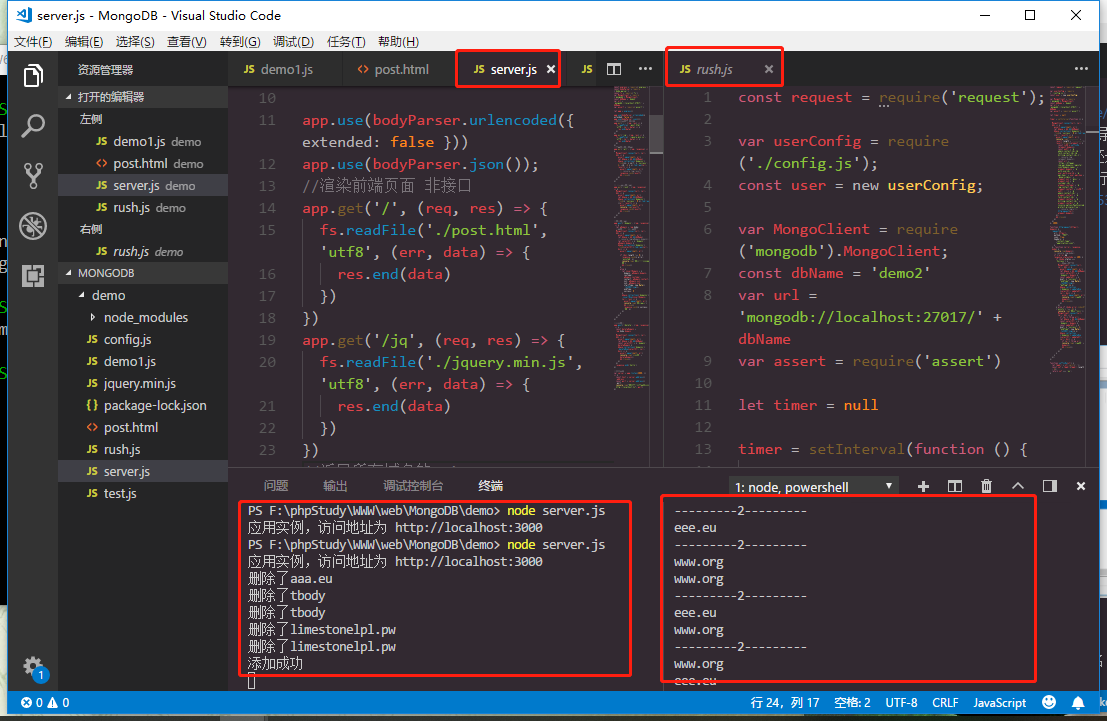 server.js - MongoDB - Visual Studio Code
文件(F) 编辑(E) 选择(S) 查看(V) 转到(G) 调试(D) 任务(T) 帮助(H)
资源管理器
打开的编辑器
左侧
JS demo1.js demo
<> post.html demo
JS server.js demo
JS rush.js demo
右侧
JS rush.js demo
MONGODB
demo
node_modules
JS config.js
JS demo1.js
JS jquery.min.js
{} package-lock.json
<> post.html
JS rush.js
JS server.js
JS test.js
1
JS demo1.js <> post.html JS server.js × JS ···
10
11 app.use(bodyParser.urlencoded({
extended: false }))
12 app.use(bodyParser.json());
13 //渲染前端页面 非接口
14 app.get('/', (req, res) => {
15 fs.readFile('./post.html',
'utf8', (err, data) => {
16 res.end(data)
17 })
18 })
19 app.get('/jq', (req, res) => {
20 fs.readFile('./jquery.min.js',
'utf8', (err, data) => {
21 res.end(data)
22 })
23 })
JS rush.js × ···
1 const request = require('request');
2
3 var userConfig = require
('./config.js');
4 const user = new userConfig;
5
6 var MongoClient = require
('mongodb').MongoClient;
7 const dbName = 'demo2'
8 var url =
'mongodb://localhost:27017/' +
dbName
9 var assert = require('assert')
10
11 let timer = null
12
13 timer = setInterval(function () {
问题 输出 调试控制台 终端 1: node, powershell
PS F:\phpStudy\WWW\web\MongoDB\demo> node server.js
应用实例，访问地址为 http://localhost:3000
PS F:\phpStudy\WWW\web\MongoDB\demo> node server.js
应用实例，访问地址为 http://localhost:3000
删除了aaa.eu
删除了tbody
删除了tbody
删除了limestonelpl.pw
删除了limestonelpl.pw
添加成功
---------2---------
eee.eu
---------2---------
www.org
www.org
---------2---------
eee.eu
www.org
---------2---------
www.org
eee.eu
0 0 行 24，列 17 空格: 2 UTF-8 CRLF JavaScript